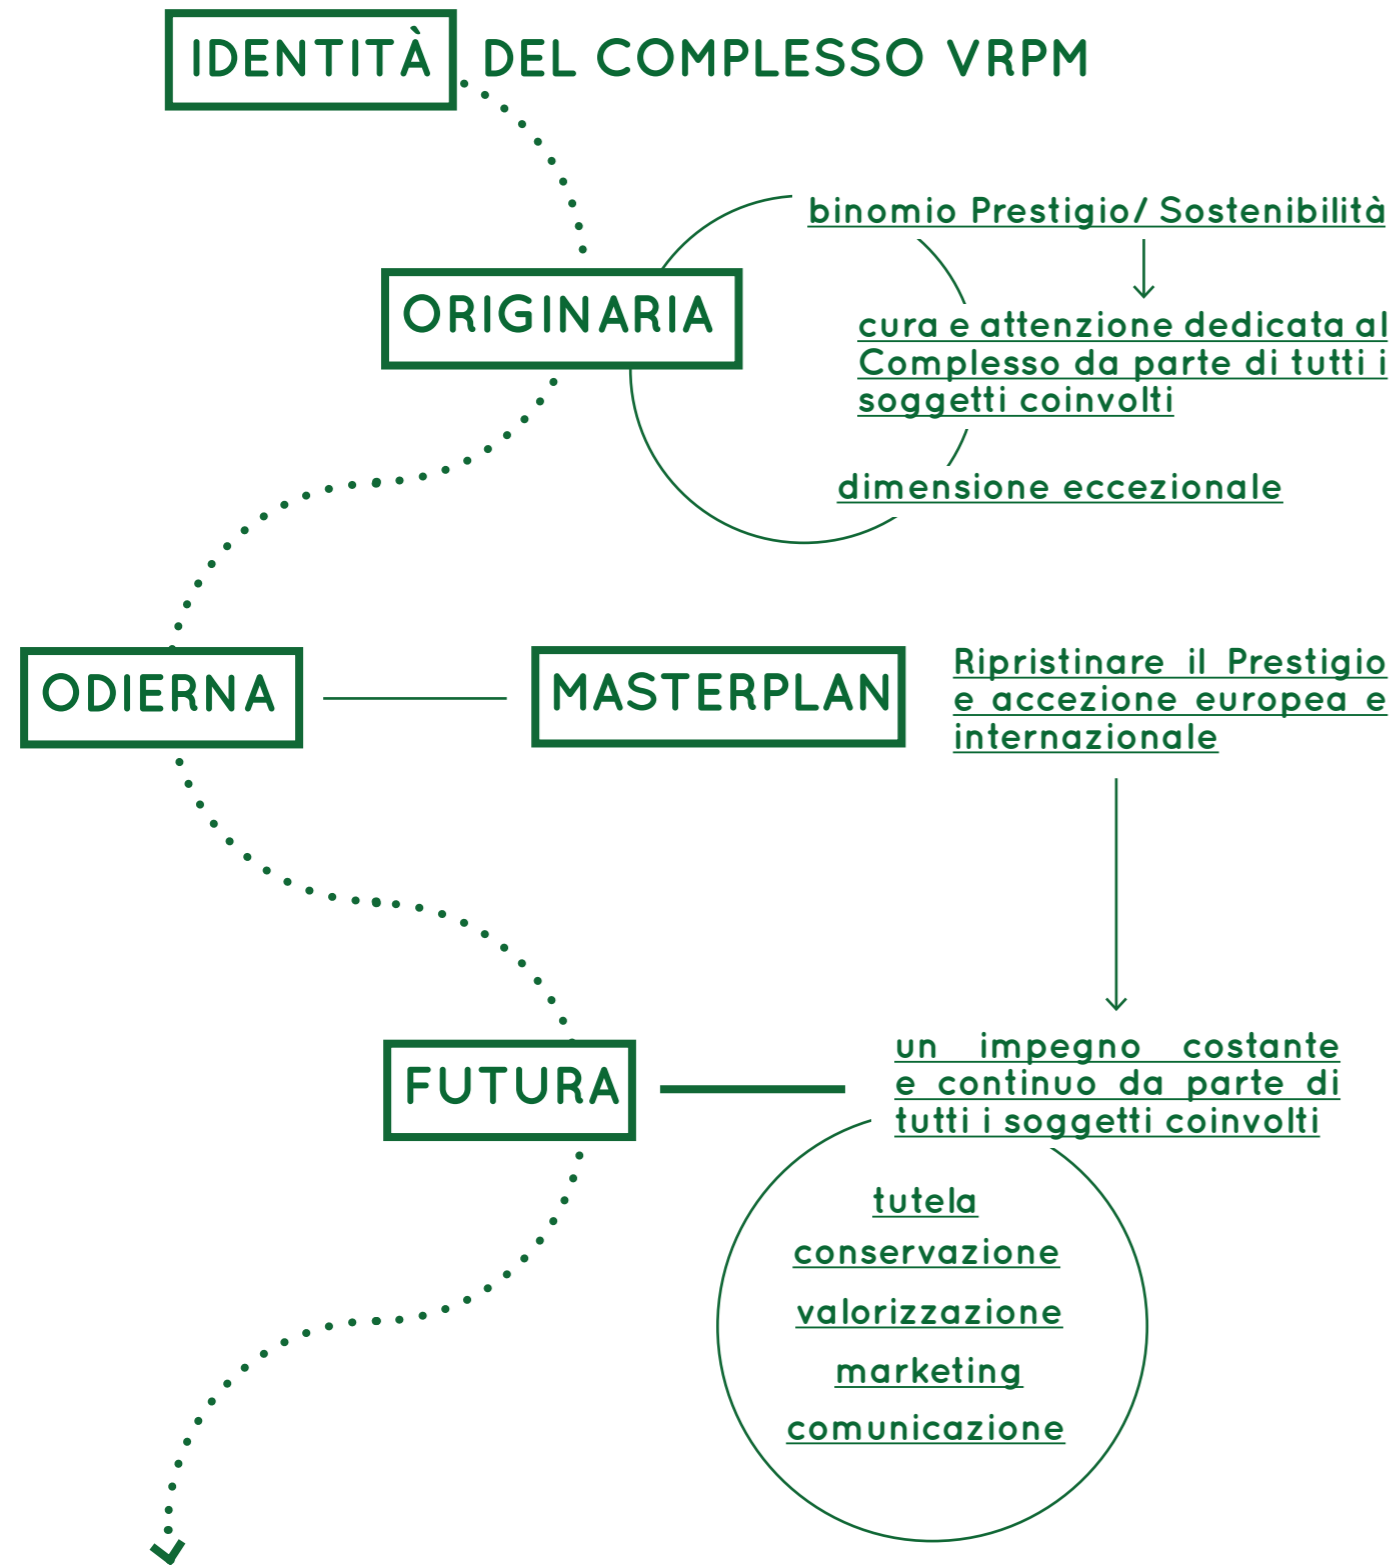 IDENTITÀ DEL COMPLESSO VRPM
binomio Prestigio/ Sostenibilità
ORIGINARIA
cura e attenzione dedicata al
Complesso da parte di tutti i
soggetti coinvolti
dimensione eccezionale
ODIERNA
MASTERPLAN
Ripristinare il Prestigio
e accezione europea e
internazionale
FUTURA
un impegno costante
e continuo da parte di
tutti i soggetti coinvolti
tutela
conservazione
valorizzazione
marketing
comunicazione